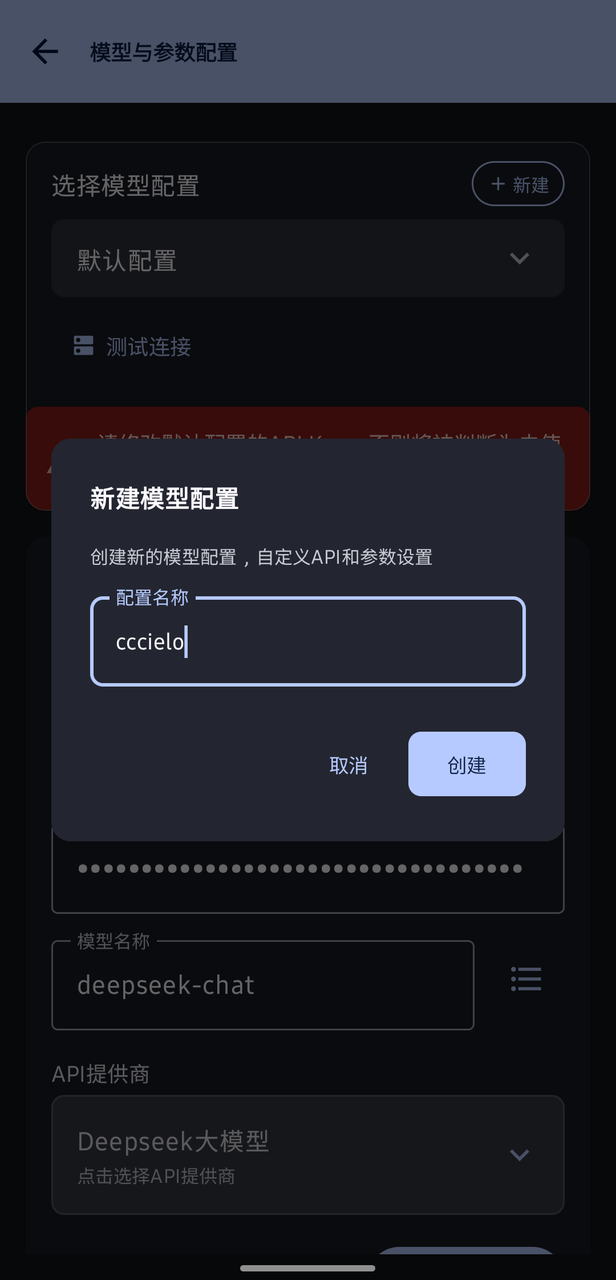 模型与参数配置
选择模型配置
+ 新建
默认配置
测试连接
新建模型配置
创建新的模型配置，自定义API和参数设置
配置名称
cccielo
取消
创建
模型名称
deepseek-chat
API提供商
Deepseek大模型
点击选择API提供商